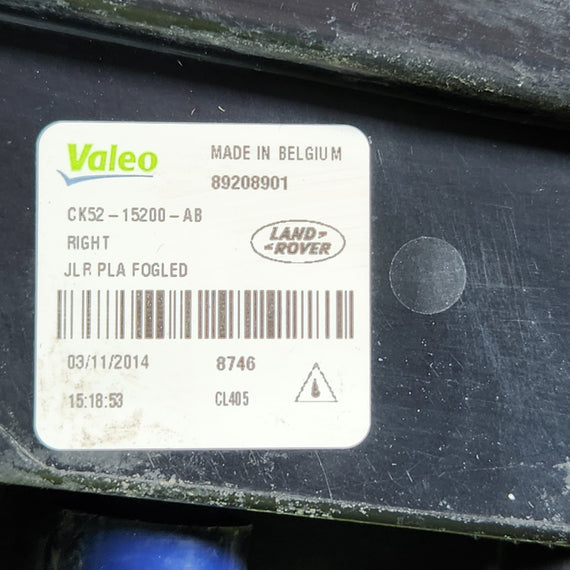 Valeo
MADE IN BELGIUM
89208901
CK52-15200-AB
RIGHT
LAND-
-ROVER
JLR PLA FOGLED
03/11/2014 8746
15:18:53 CL405